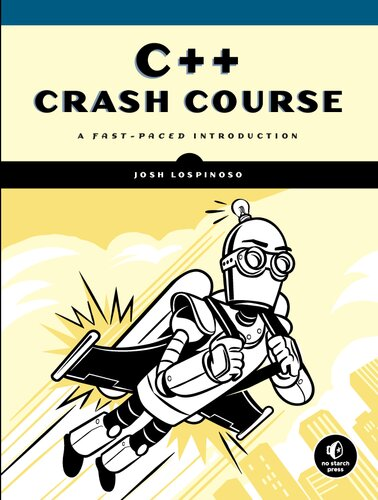 C++
CRASH COURSE
A FAST-PACED INTRODUCTION
JOSH LOSPINOSO
no starch
press